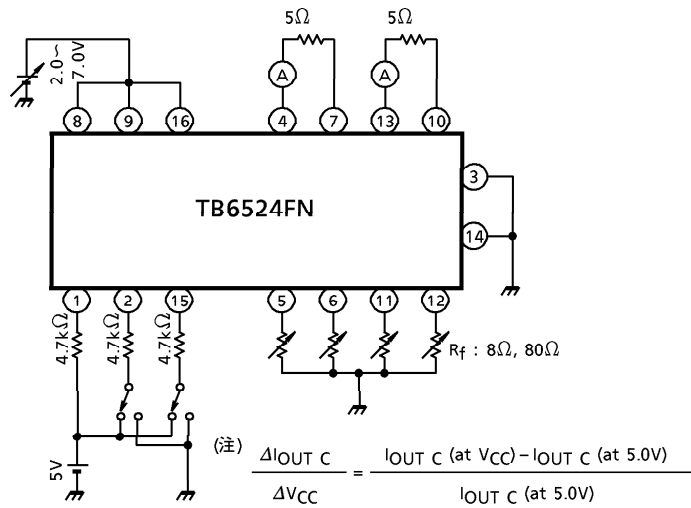 5Ω
5Ω
2.0～
7.0V
A
A
8
9
16
4
7
13
10
3
TB6524FN
14
1
2
15
5
6
11
12
4.7kΩ
4.7kΩ
4.7kΩ
Rf : 8Ω, 80Ω
5V
(注)
ΔIOUT C / ΔVCC = IOUT C (at VCC) – IOUT C (at 5.0V) / IOUT C (at 5.0V)